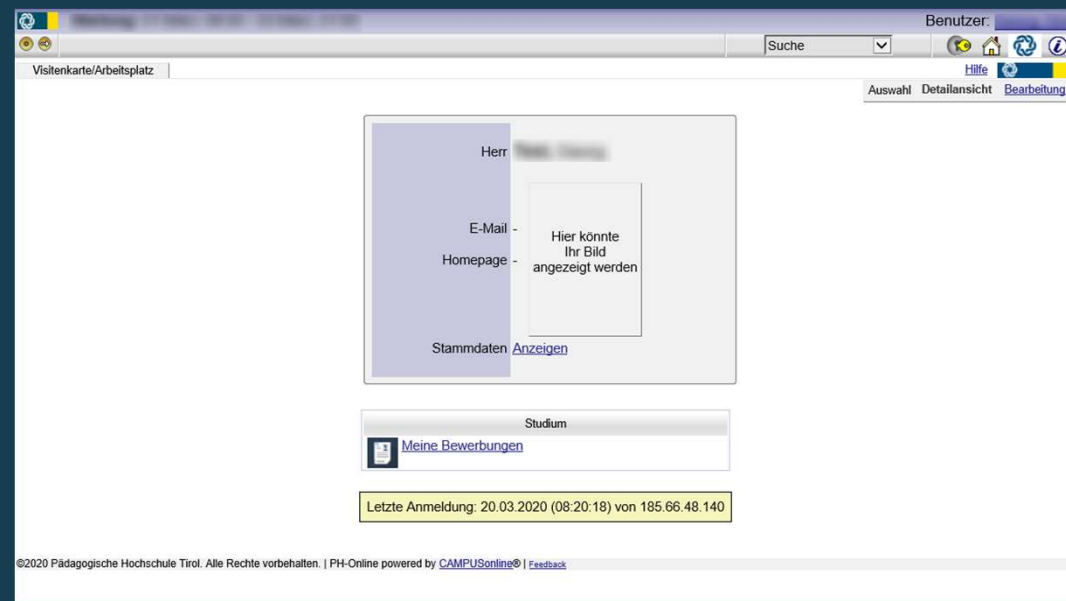 Benutzer:
Suche
Visitenkarte/Arbeitsplatz
Hilfe
Auswahl Detailansicht Bearbeitung
Herr
E-Mail -
Homepage -
Hier könnte
Ihr Bild
angezeigt werden
Stammdaten Anzeigen
Studium
Meine Bewerbungen
Letzte Anmeldung: 20.03.2020 (08:20:18) von 185.66.48.140
©2020 Pädagogische Hochschule Tirol. Alle Rechte vorbehalten. | PH-Online powered by CAMPUSonline® | Feedback